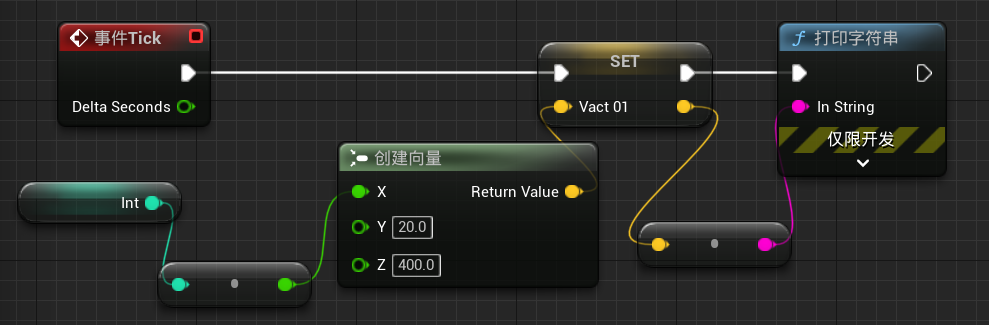 事件Tick
Delta Seconds
SET
Vact 01
打印字符串
In String
仅限开发
创建向量
X
Return Value
Y 20.0
Z 400.0
Int